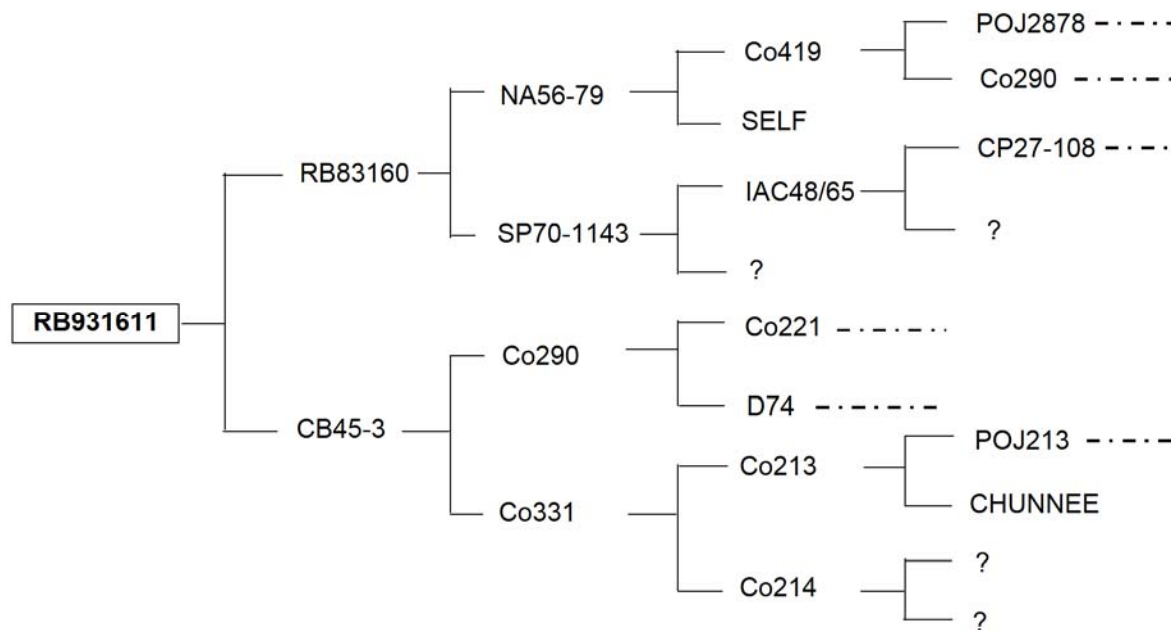 POJ2878
Co419
Co290
NA56-79
SELF
CP27-108
RB83160
IAC48/65
SP70-1143
?
?
RB931611
Co221
Co290
D74
CB45-3
POJ213
Co213
CHUNNEE
Co331
?
Co214
?